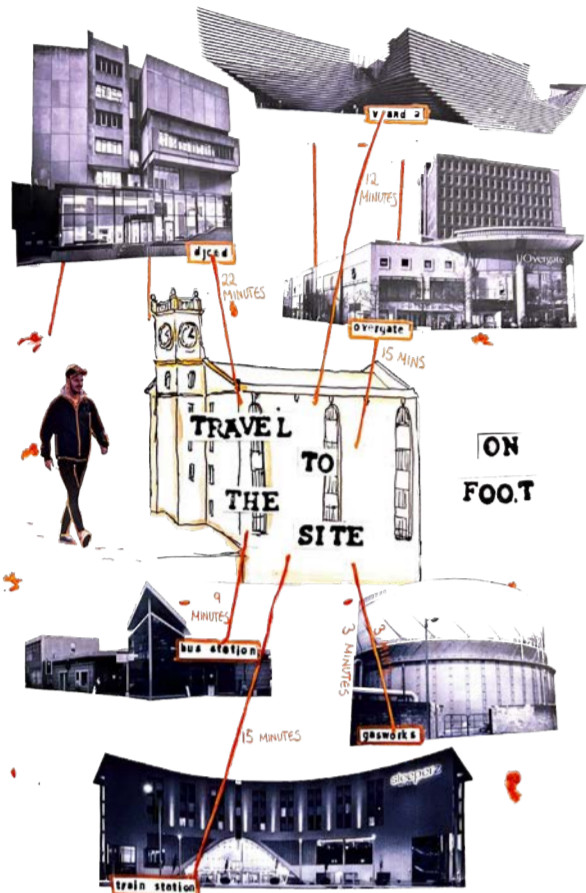 v and a
12
MINUTES
Overgate
djcad
22
MINUTES
overgate
15 MINS
TRAVEL
TO
THE
SITE
ON
FOOT
9
MINUTES
bus station
3 MINUTES
gasworks
15 MINUTES
sleeperz
train station